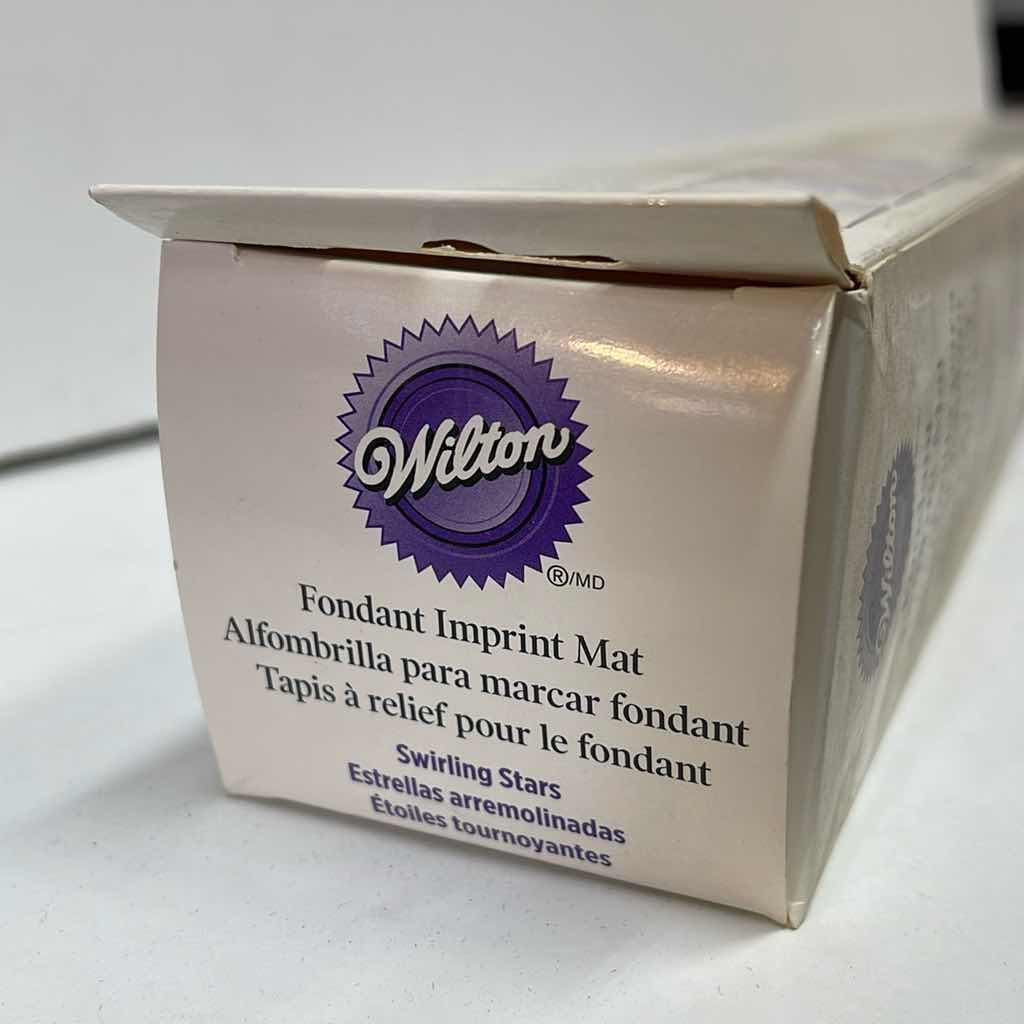 Wilton
®/MD
Fondant Imprint Mat
Alfombrilla para marcar fondant
Tapis à relief pour le fondant
Swirling Stars
Estrellas arremolinadas
Étoiles tournoyantes
Wilton